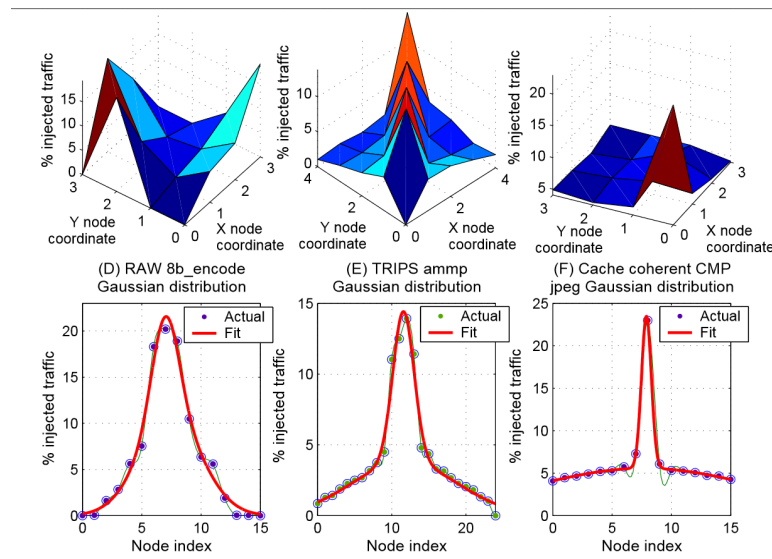 % injected traffic
15
10
5
0
3
2
1
0
Y node
coordinate
0
1
2
3
X node
coordinate
% injected traffic
10
5
0
4
2
0
Y node
coordinate
0
2
4
X node
coordinate
% injected traffic
20
15
10
5
3
2
1
0
Y node
coordinate
0
1
2
3
X node
coordinate
(D) RAW 8b_encode
Gaussian distribution
% injected traffic
20
15
10
5
0
0
5
10
15
Node index
Actual
Fit
(E) TRIPS ammp
Gaussian distribution
% injected traffic
15
10
5
0
0
10
20
Node index
Actual
Fit
(F) Cache coherent CMP
jpeg Gaussian distribution
% injected traffic
25
20
15
10
5
0
0
5
10
15
Node index
Actual
Fit